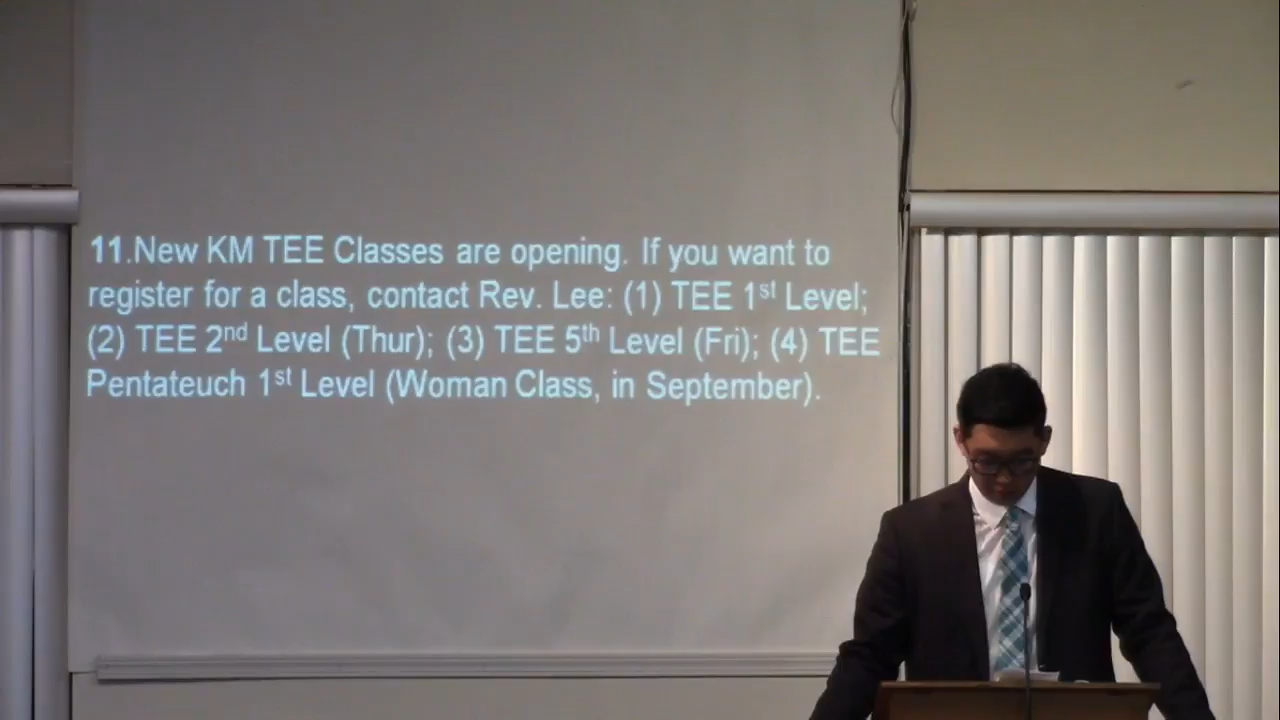 11.New KM TEE Classes are opening. If you want to
register for a class, contact Rev. Lee: (1) TEE 1st Level;
(2) TEE 2nd Level (Thur); (3) TEE 5th Level (Fri); (4) TEE
Pentateuch 1st Level (Woman Class, in September).